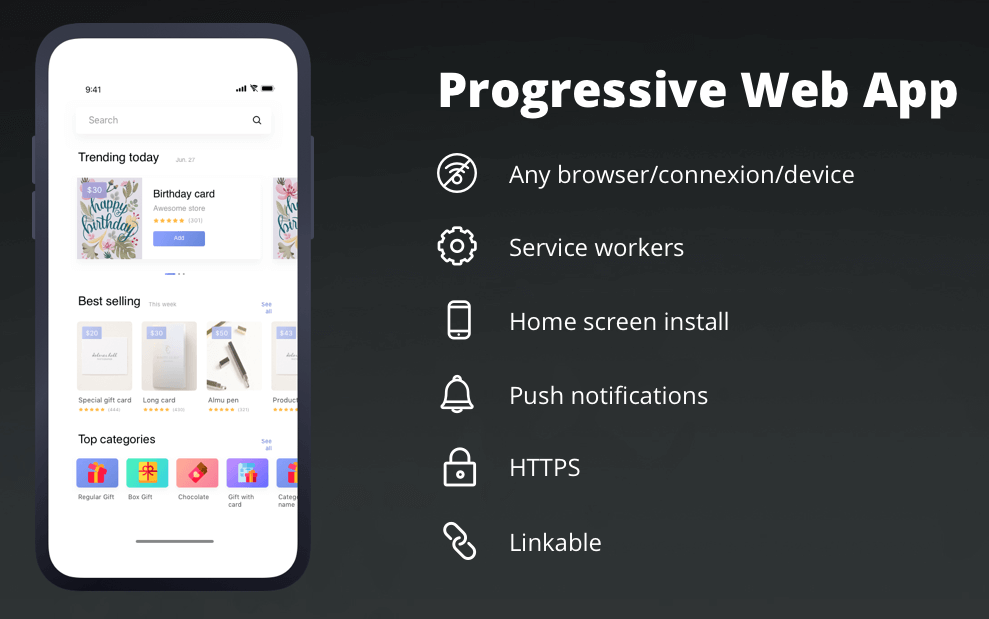 9:41
Search
Trending today Jun. 27
$30
happy
birthday
Birthday card
Awesome store
(201)
Add
Best selling This week See
all
$20 $30 $50 $43
Special gift card Long card Almu pen Product
(444) (432) (321)
Top categories See
all
Regular Gift Box Gift Chocolate Gift with
card
Catego
name
Progressive Web App
Any browser/connexion/device
Service workers
Home screen install
Push notifications
HTTPS
Linkable